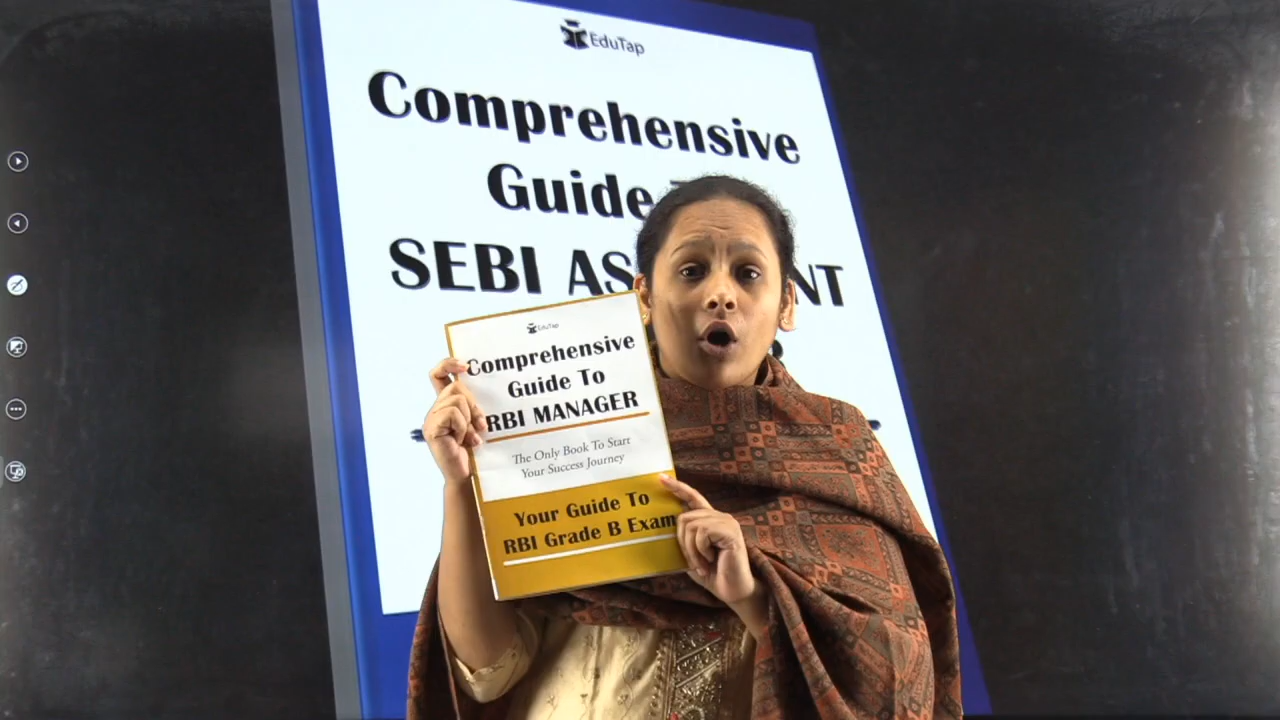 EduTap
Comprehensive
Guide
SEBI AS NT
EduTap
Comprehensive
Guide To
RBI MANAGER
The Only Book To Start
Your Success Journey
Your Guide To
RBI Grade B Exam